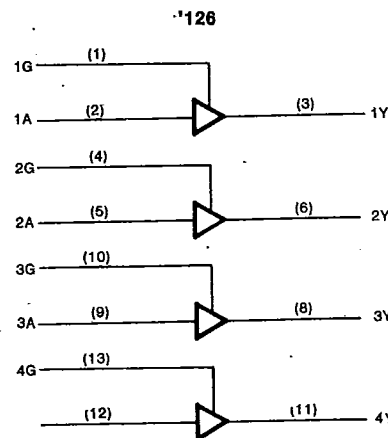 '126
1G (1)
1A (2) (3) 1Y
2G (4)
2A (5) (6) 2Y
3G (10)
3A (9) (8) 3Y
4G (13)
(12) (11) 4Y